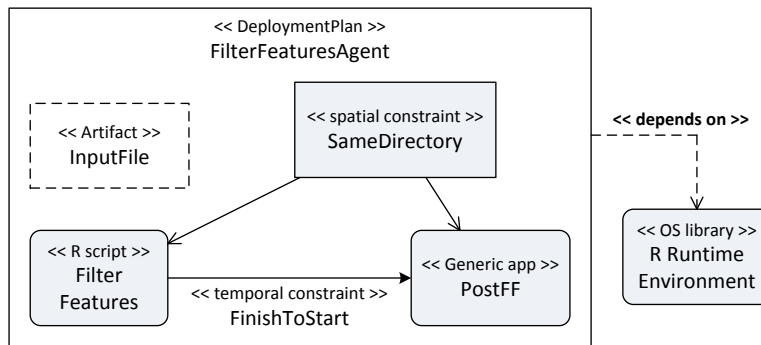 << DeploymentPlan >>
FilterFeaturesAgent
<< Artifact >>
InputFile
<< spatial constraint >>
SameDirectory
<< depends on >>
<< R script >>
Filter
Features
<< temporal constraint >>
FinishToStart
<< Generic app >>
PostFF
<< OS library >>
R Runtime
Environment